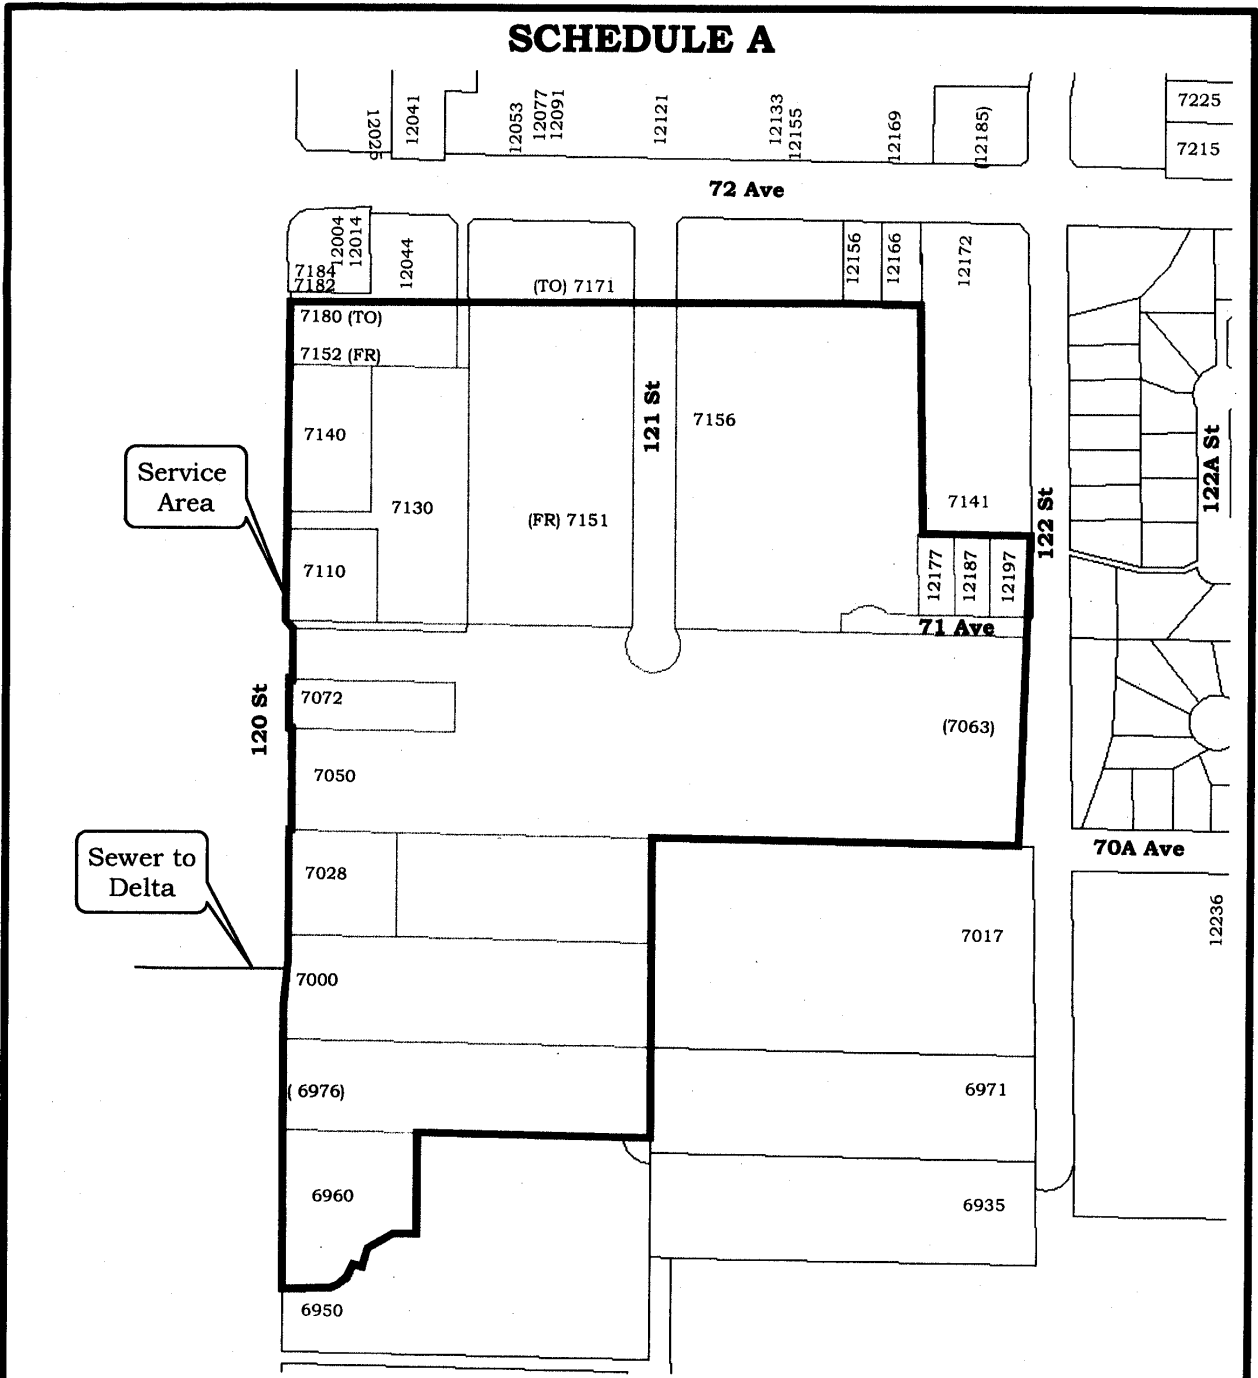 SCHEDULE A
12025
12041
12053
12077
12091
12121
12133
12155
12169
12185)
7225
7215
72 Ave
12004
12014
7184
7182
12044
(TO) 7171
12156
12166
12172
7180 (TO)
7152 (FR)
7140
7130
121 St
7156
(FR) 7151
7141
122 St
122A St
Service
Area
7110
12177
12187
12197
71 Ave
120 St
7072
(7063)
7050
70A Ave
Sewer to
Delta
7028
7017
12236
7000
( 6976)
6971
6960
6935
6950